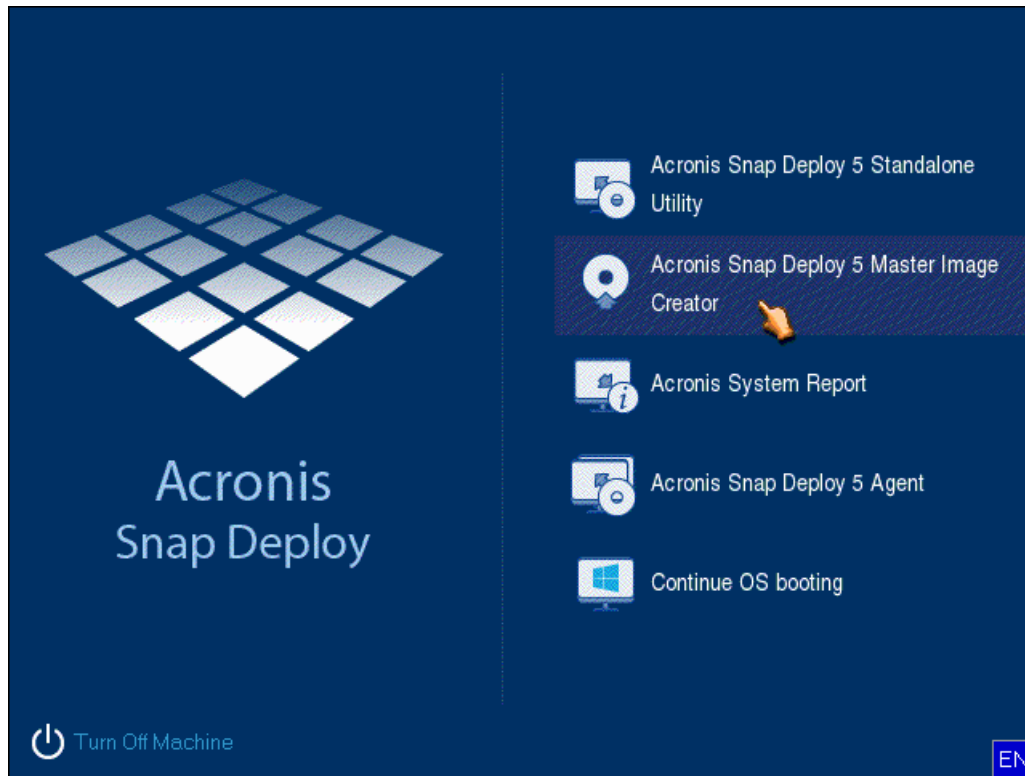 Acronis
Snap Deploy
Acronis Snap Deploy 5 Standalone
Utility
Acronis Snap Deploy 5 Master Image
Creator
Acronis System Report
Acronis Snap Deploy 5 Agent
Continue OS booting
Turn Off Machine
EN